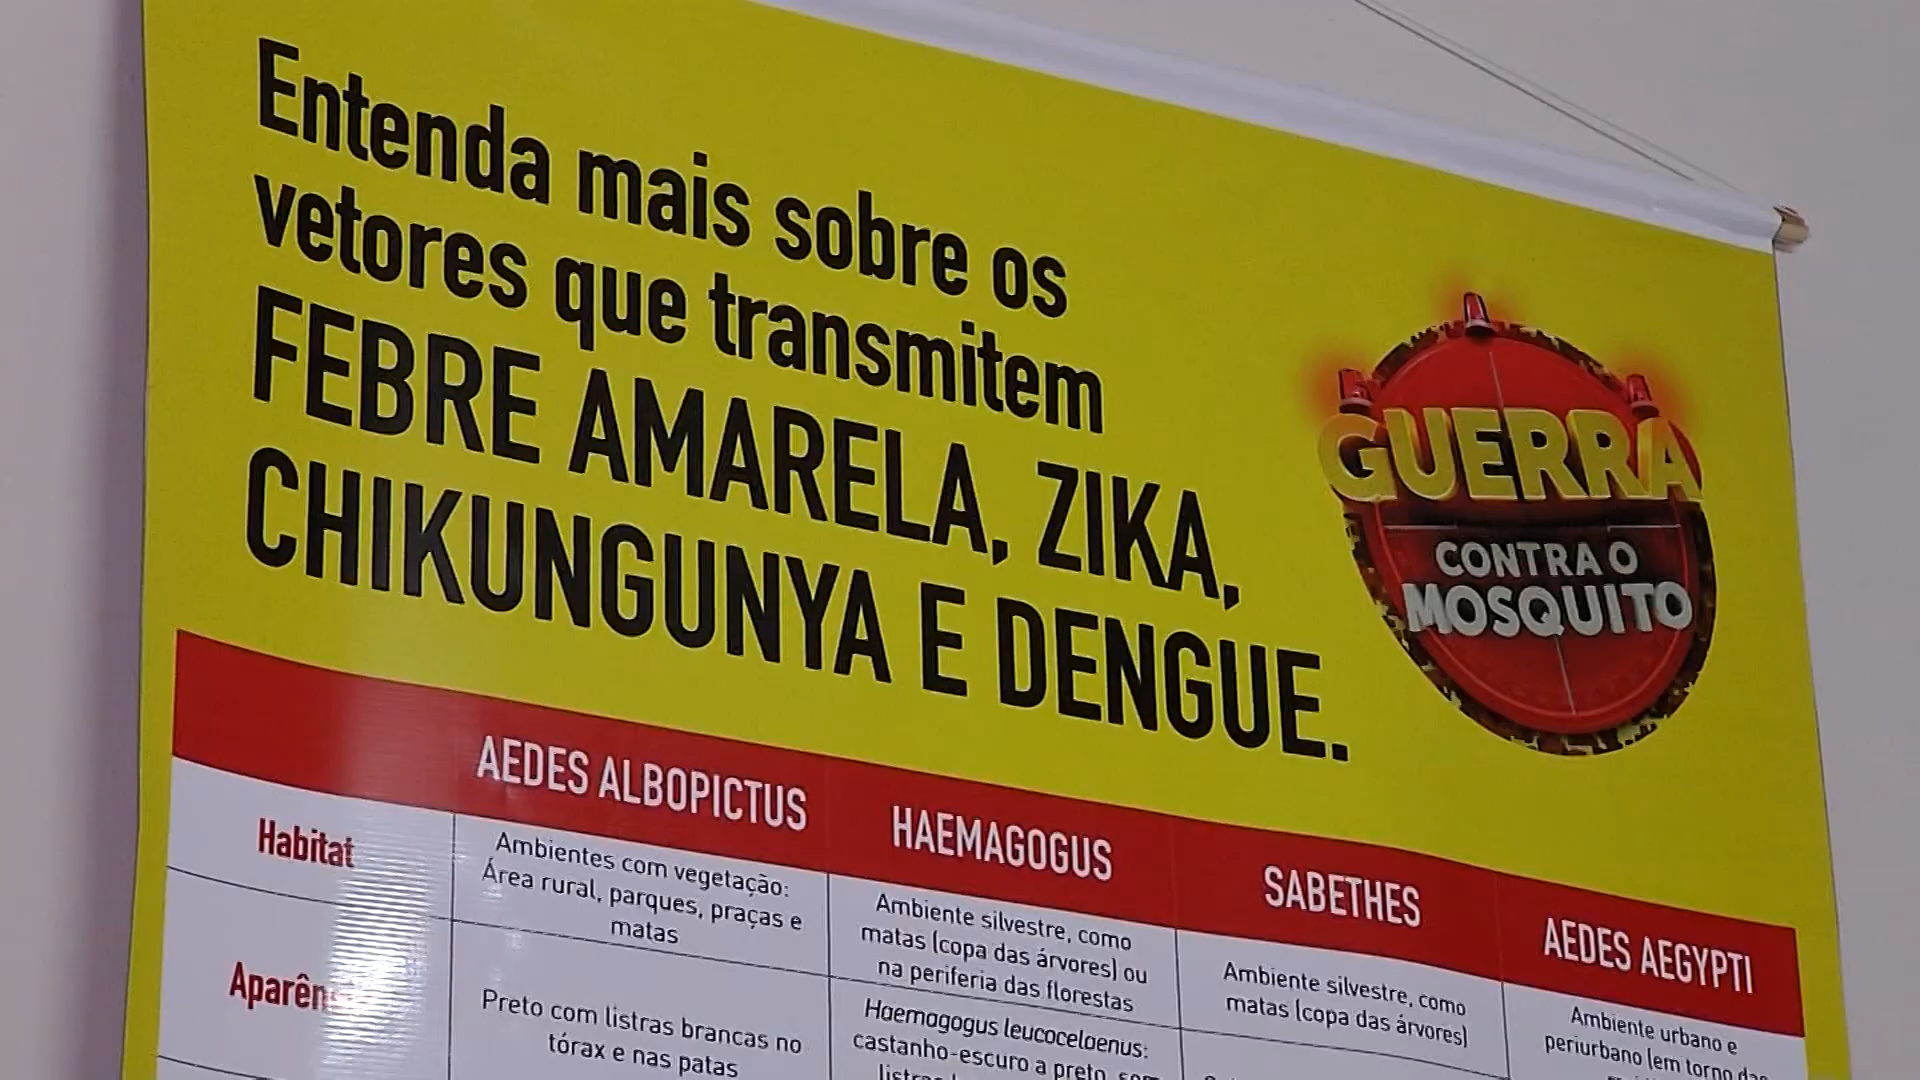 Entenda mais sobre os
vetores que transmitem
FEBRE AMARELA, ZIKA,
CHIKUNGUNYA E DENGUE.
GUERRA
CONTRA O
MOSQUITO
AEDES ALBOPICTUS
HAEMAGOGUS
SABETHES
AEDES AEGYPTI
Habitat
Ambientes com vegetação:
Área rural, parques, praças e
matas
Ambiente silvestre, como
matas (copa das árvores) ou
na periferia das florestas
Ambiente silvestre, como
matas (copa das árvores)
Ambiente urbano e
periurbano (em torno das
Preto com listras brancas no
tórax e nas patas
Haemagogus leucocelaenus:
castanho-escuro a preto, com